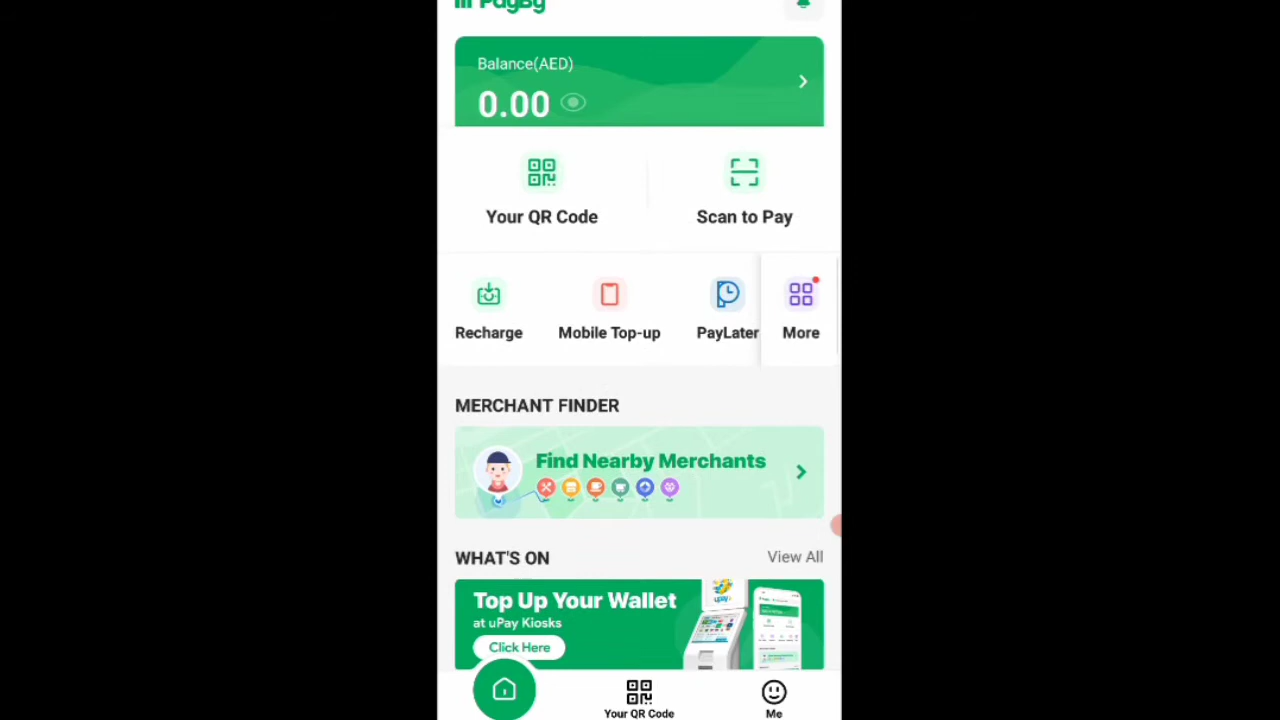 PayBy
Balance(AED)
0.00
Your QR Code
Scan to Pay
Recharge
Mobile Top-up
PayLater
More
MERCHANT FINDER
Find Nearby Merchants
WHAT'S ON
View All
Top Up Your Wallet
at uPay Kiosks
Click Here
upay
Your QR Code
Me